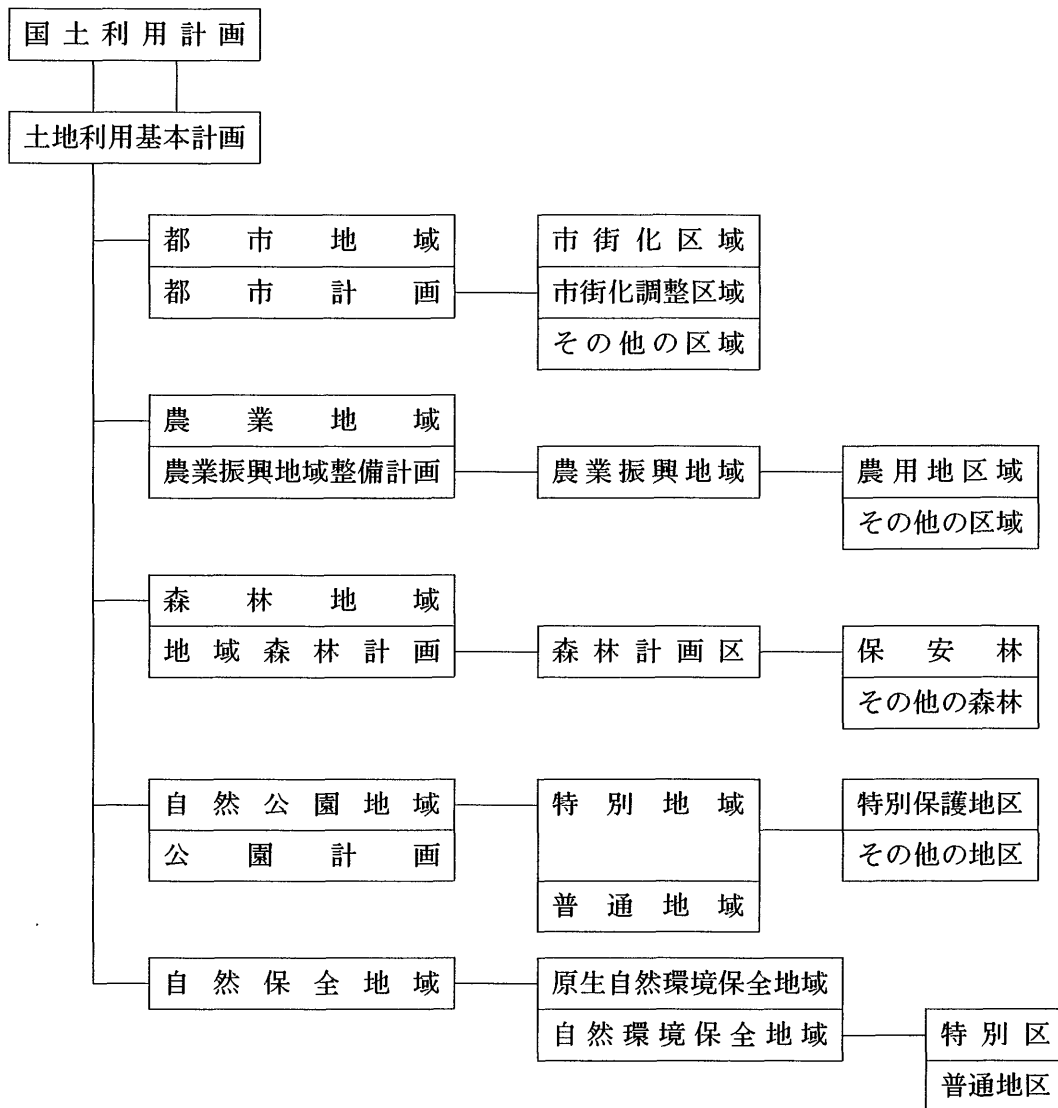 国土利用計画
土地利用基本計画
都市地域
都市計画
市街化区域
市街化調整区域
その他の区域
農業地域
農業振興地域整備計画
農業振興地域
農用地区域
その他の区域
森林地域
地域森林計画
森林計画区
保安林
その他の森林
自然公園地域
公園計画
特別地域
普通地域
特別保護地区
その他の地区
自然保全地域
原生自然環境保全地域
自然環境保全地域
特別区
普通地区